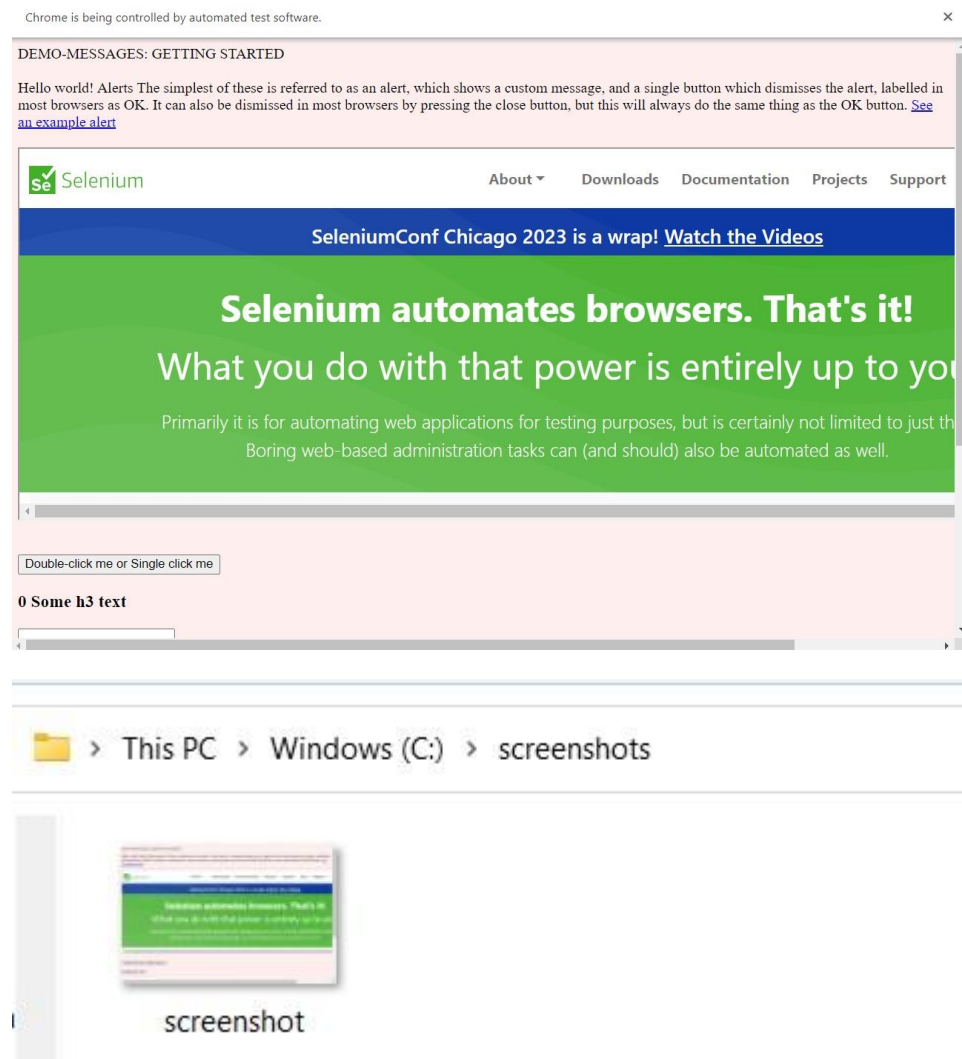 Chrome is being controlled by automated test software.
DEMO-MESSAGES: GETTING STARTED
Hello world! Alerts The simplest of these is referred to as an alert, which shows a custom message, and a single button which dismisses the alert, labelled in
most browsers as OK. It can also be dismissed in most browsers by pressing the close button, but this will always do the same thing as the OK button. See
an example alert
Se Selenium About Downloads Documentation Projects Support
SeleniumConf Chicago 2023 is a wrap! Watch the Videos
Selenium automates browsers. That's it!
What you do with that power is entirely up to you
Primarily it is for automating web applications for testing purposes, but is certainly not limited to just th
Boring web-based administration tasks can (and should) also be automated as well.
Double-click me or Single click me
0 Some h3 text
> This PC > Windows (C:) > screenshots
Selenium automates browsers. That's it!
screenshot